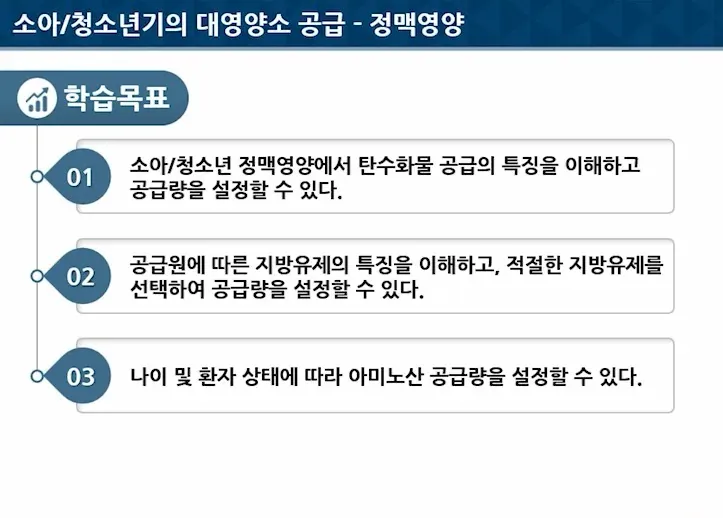 소아/청소년기의 대영양소 공급 - 정맥영양
학습목표
01
소아/청소년 정맥영양에서 탄수화물 공급의 특징을 이해하고
공급량을 설정할 수 있다.
02
공급원에 따른 지방유제의 특징을 이해하고, 적절한 지방유제를
선택하여 공급량을 설정할 수 있다.
03
나이 및 환자 상태에 따라 아미노산 공급량을 설정할 수 있다.